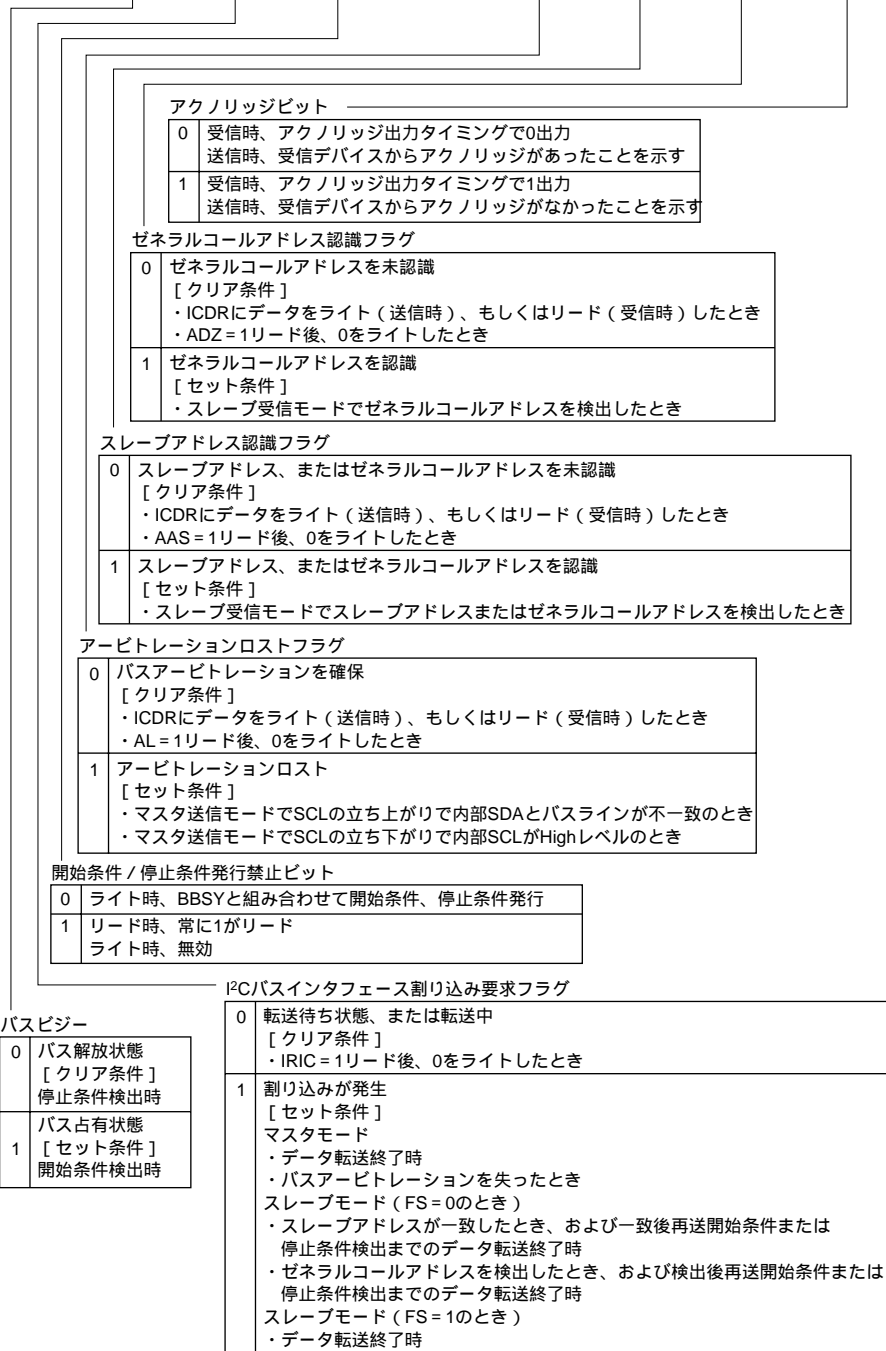 アクノリッジビット
0 受信時、アクノリッジ出力タイミングで0出力
送信時、受信デバイスからアクノリッジがあったことを示す
1 受信時、アクノリッジ出力タイミングで1出力
送信時、受信デバイスからアクノリッジがなかったことを示す
ゼネラルコールアドレス認識フラグ
0 ゼネラルコールアドレスを未認識
[クリア条件]
・ICDRにデータをライト(送信時)、もしくはリード(受信時)したとき
・ADZ=1リード後、0をライトしたとき
1 ゼネラルコールアドレスを認識
[セット条件]
・スレーブ受信モードでゼネラルコールアドレスを検出したとき
スレーブアドレス認識フラグ
0 スレーブアドレス、またはゼネラルコールアドレスを未認識
[クリア条件]
・ICDRにデータをライト(送信時)、もしくはリード(受信時)したとき
・AAS=1リード後、0をライトしたとき
1 スレーブアドレス、またはゼネラルコールアドレスを認識
[セット条件]
・スレーブ受信モードでスレーブアドレスまたはゼネラルコールアドレスを検出したとき
アービトレーションロストフラグ
0 バスアービトレーションを確保
[クリア条件]
・ICDRにデータをライト(送信時)、もしくはリード(受信時)したとき
・AL=1リード後、0をライトしたとき
1 アービトレーションロスト
[セット条件]
・マスタ送信モードでSCLの立ち上がりで内部SDAとバスラインが不一致のとき
・マスタ送信モードでSCLの立ち下がりで内部SCLがHighレベルのとき
開始条件/停止条件発行禁止ビット
0 ライト時、BBSYと組み合わせて開始条件、停止条件発行
1 リード時、常に1がリード
ライト時、無効
I²Cバスインタフェース割り込み要求フラグ
0 転送待ち状態、または転送中
[クリア条件]
・IRIC=1リード後、0をライトしたとき
1 割り込みが発生
[セット条件]
マスタモード
・データ転送終了時
・バスアービトレーションを失ったとき
スレーブモード(FS=0のとき)
・スレーブアドレスが一致したとき、および一致後再送開始条件または
停止条件検出までのデータ転送終了時
・ゼネラルコールアドレスを検出したとき、および検出後再送開始条件または
停止条件検出までのデータ転送終了時
スレーブモード(FS=1のとき)
・データ転送終了時
バスビジー
0 バス解放状態
[クリア条件]
停止条件検出時
1 バス占有状態
[セット条件]
開始条件検出時